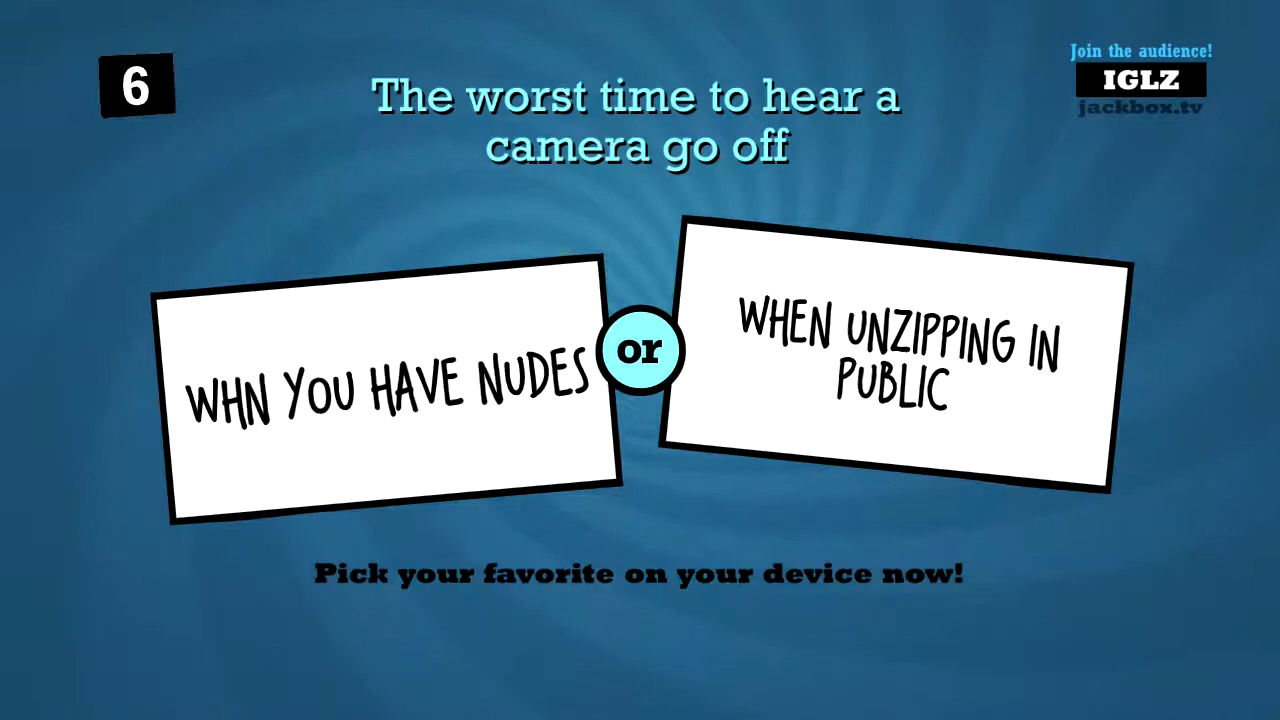 6
Join the audience!
IGLZ
jackbox.tv
The worst time to hear a
camera go off
WHN YOU HAVE NUDES
or
WHEN UNZIPPING IN
PUBLIC
Pick your favorite on your device now!